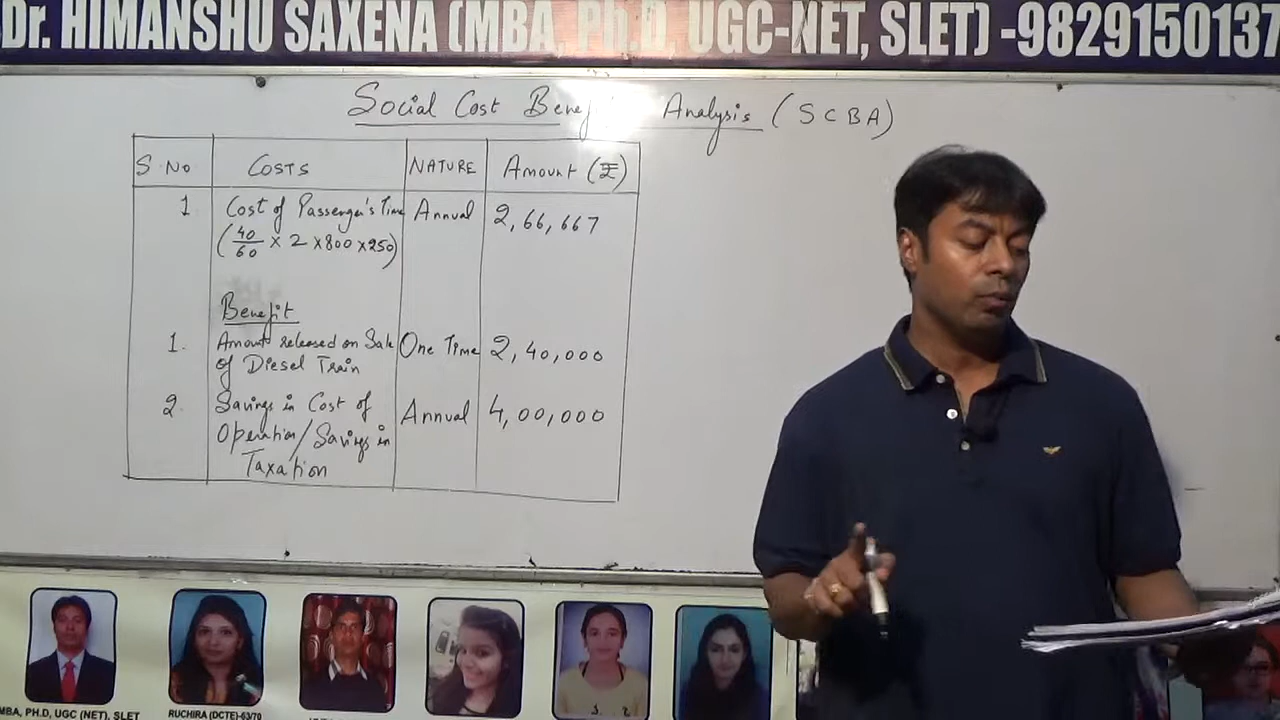 Dr. HIMANSHU SAXENA (MBA, Ph.D, UGC-NET, SLET) -9829150137
Social Cost Benefit Analysis (SCBA)
S No COSTS NATURE Amount (₹)
1 Cost of Passenger's Time Annual 2,66,667
(40/60 × 2 × 800 × 250)
Benefit
1. Amount released on Sale One Time 2,40,000
of Diesel Train
2. Savings in Cost of Annual 4,00,000
Operation/Savings in
Taxation
MBA, PH.D, UGC (NET), SLET RUCHIRA (DCTE)-63/70